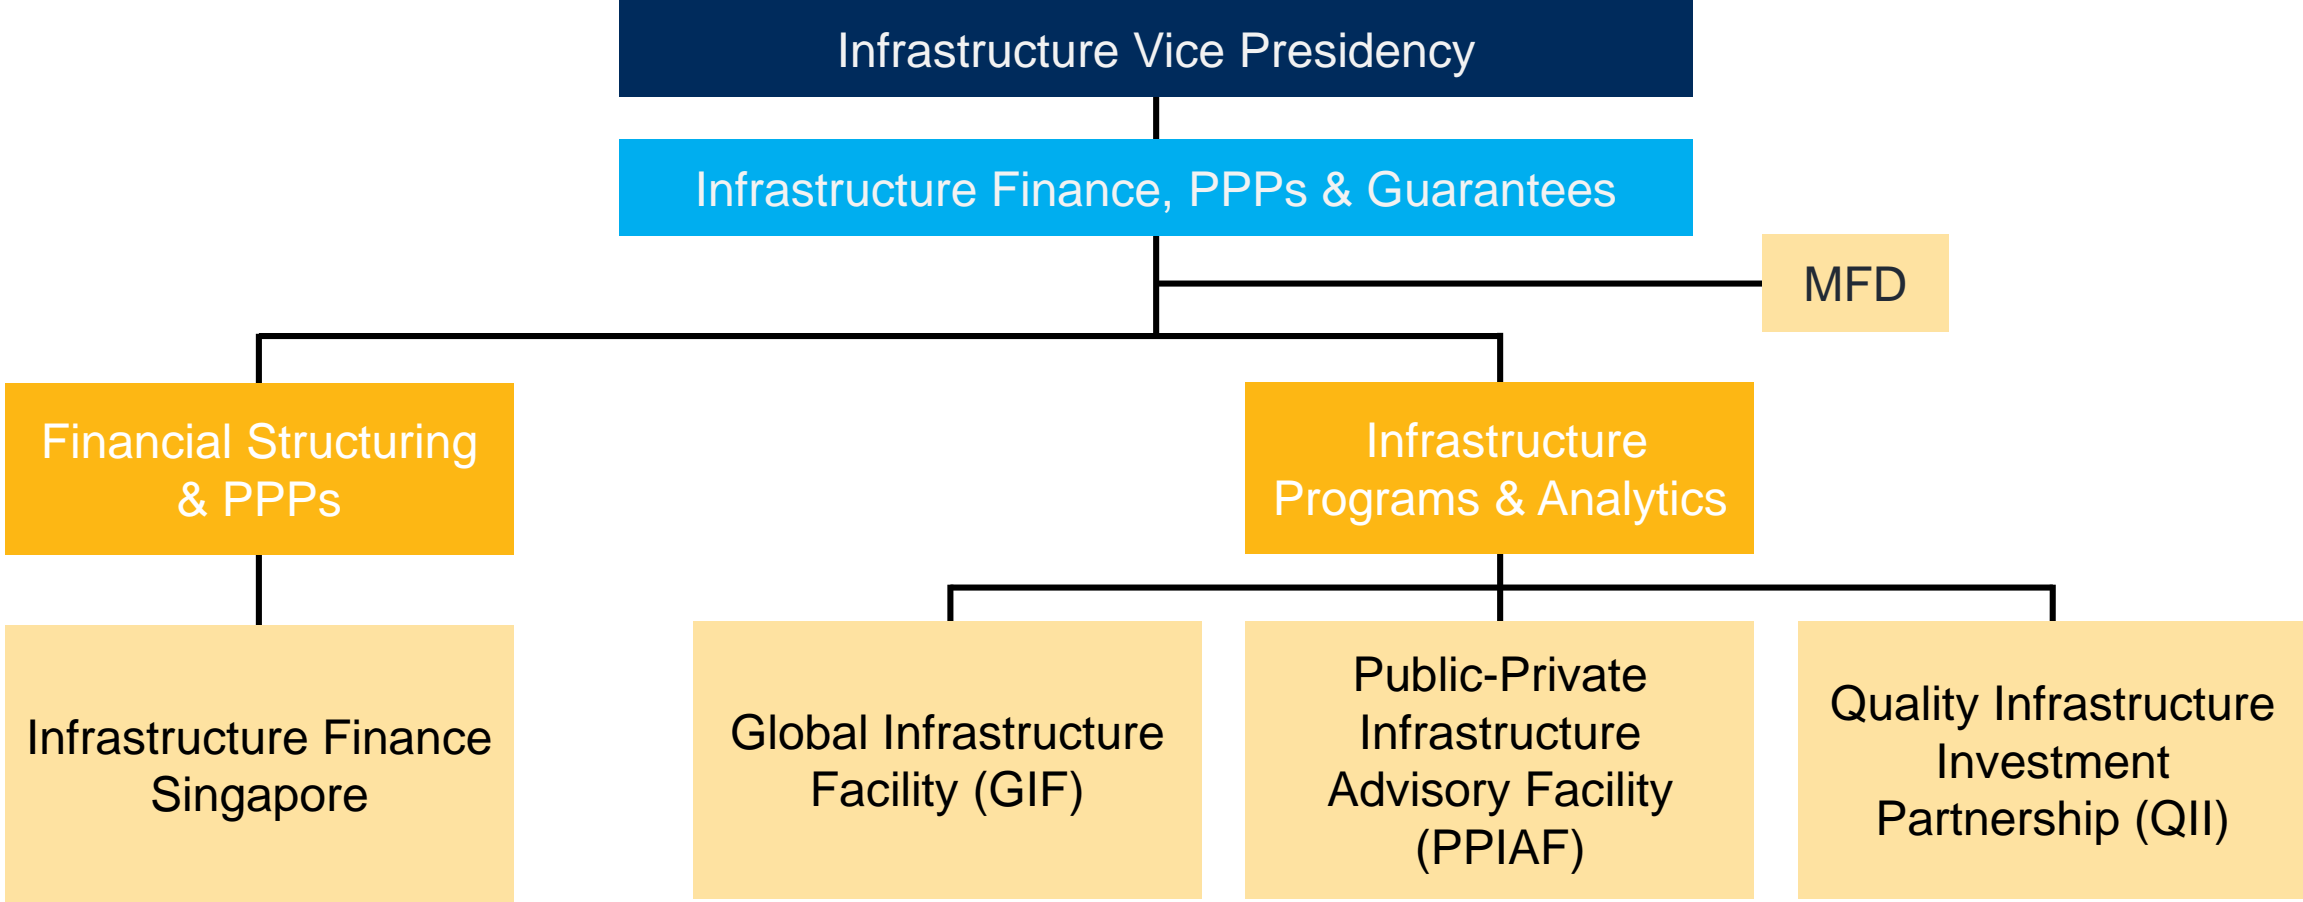 Infrastructure Vice Presidency
Infrastructure Finance, PPPs & Guarantees
MFD
Financial Structuring
& PPPs
Infrastructure
Programs & Analytics
Infrastructure Finance
Singapore
Global Infrastructure
Facility (GIF)
Public-Private
Infrastructure
Advisory Facility
(PPIAF)
Quality Infrastructure
Investment
Partnership (QII)